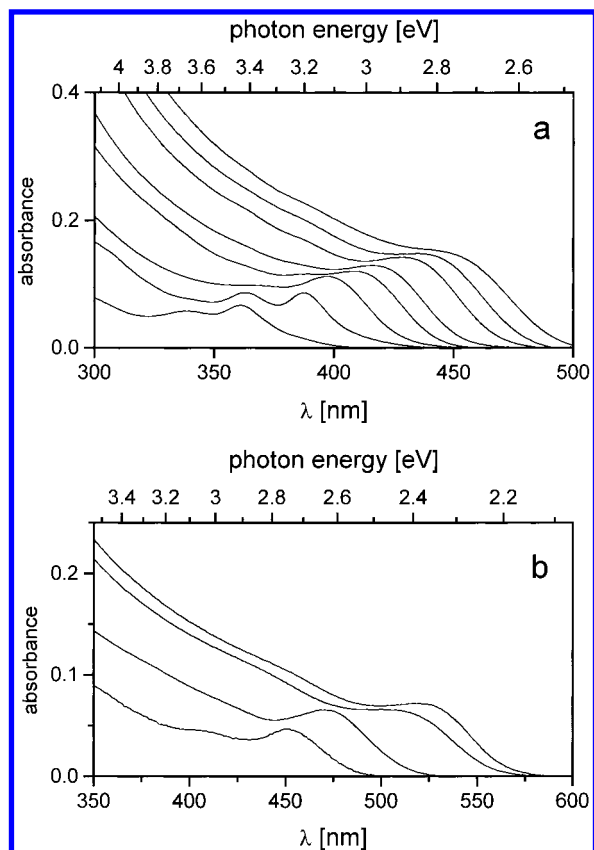 photon energy [eV]
4 3.8 3.6 3.4 3.2 3 2.8 2.6
a
absorbance
0.4
0.2
0.0
300 350 400 450 500
λ [nm]
photon energy [eV]
3.4 3.2 3 2.8 2.6 2.4 2.2
b
absorbance
0.2
0.1
0.0
350 400 450 500 550 600
λ [nm]